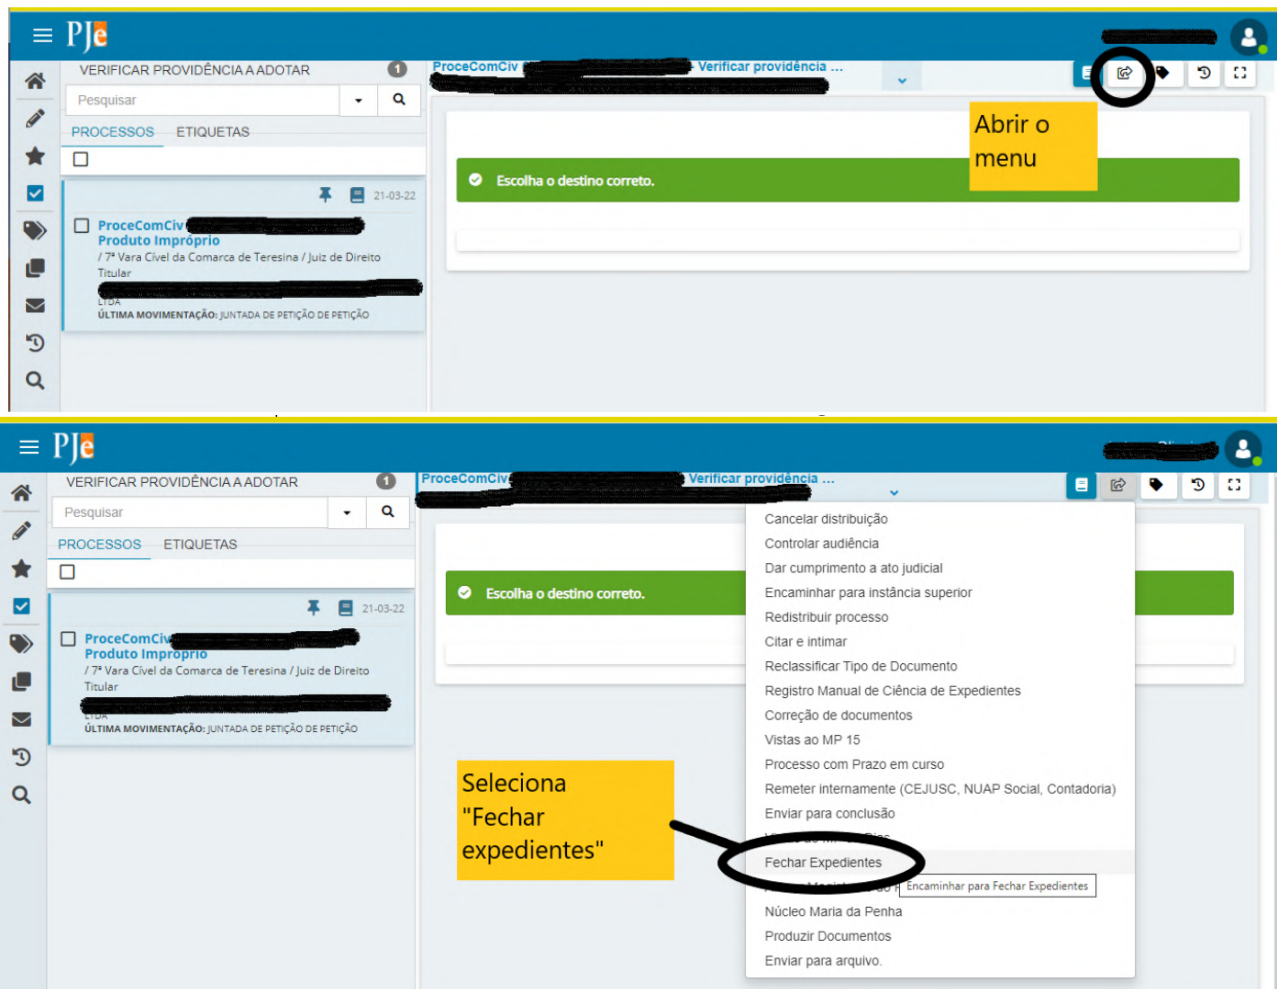 PJe
VERIFICAR PROVIDÊNCIA A ADOTAR 1
ProceComCiv Verificar providência ...
Pesquisar
PROCESSOS ETIQUETAS
Abrir o
menu
Escolha o destino correto.
21-03-22
ProceComCiv
Produto Impróprio
/ 7ª Vara Cível da Comarca de Teresina / Juiz de Direito
Titular
LTDA
ÚLTIMA MOVIMENTAÇÃO: JUNTADA DE PETIÇÃO DE PETIÇÃO
PJe
VERIFICAR PROVIDÊNCIA A ADOTAR 1
ProceComCiv Verificar providência ...
Pesquisar
PROCESSOS ETIQUETAS
Escolha o destino correto.
21-03-22
ProceComCiv
Produto Impróprio
/ 7ª Vara Cível da Comarca de Teresina / Juiz de Direito
Titular
LTDA
ÚLTIMA MOVIMENTAÇÃO: JUNTADA DE PETIÇÃO DE PETIÇÃO
Cancelar distribuição
Controlar audiência
Dar cumprimento a ato judicial
Encaminhar para instância superior
Redistribuir processo
Citar e intimar
Reclassificar Tipo de Documento
Registro Manual de Ciência de Expedientes
Correção de documentos
Vistas ao MP 15
Processo com Prazo em curso
Remeter internamente (CEJUSC, NUAP Social, Contadoria)
Enviar para conclusão
Fechar Expedientes
Encaminhar para Fechar Expedientes
Núcleo Maria da Penha
Produzir Documentos
Enviar para arquivo.
Seleciona
"Fechar
expedientes"